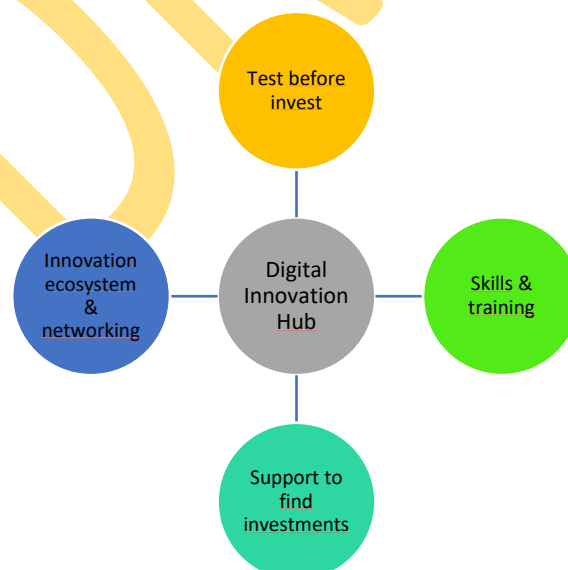 Test before
invest
Innovation
ecosystem
&
networking
Digital
Innovation
Hub
Skills &
training
Support to
find
investments